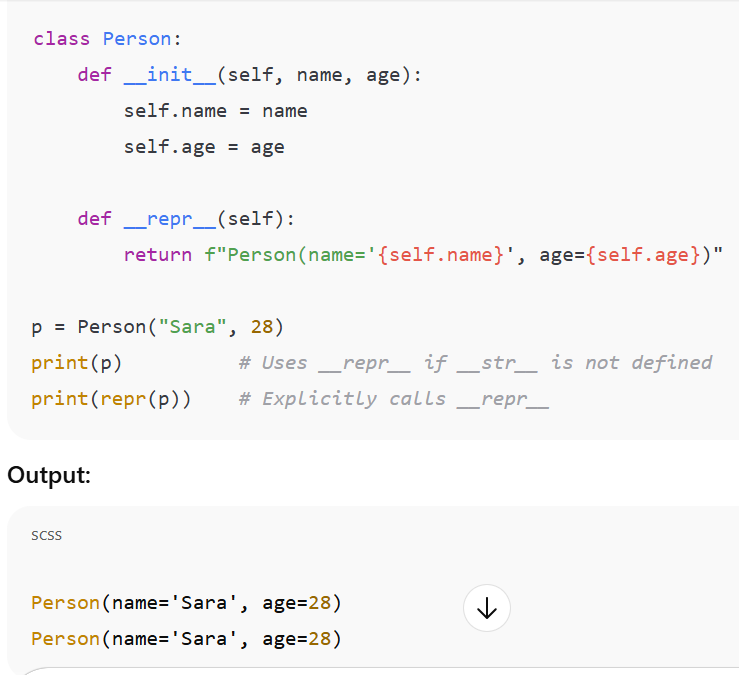 class Person:
    def __init__(self, name, age):
        self.name = name
        self.age = age

    def __repr__(self):
        return f"Person(name='{self.name}', age={self.age})"

p = Person("Sara", 28)
print(p)          # Uses __repr__ if __str__ is not defined
print(repr(p))    # Explicitly calls __repr__
Output:
scss
Person(name='Sara', age=28)
Person(name='Sara', age=28)